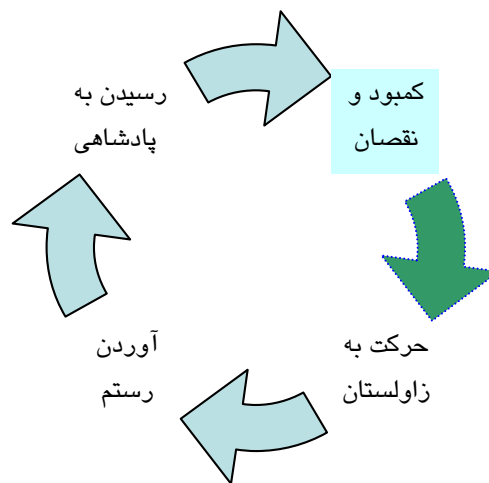 کمبود و
نقصان
حرکت به
زاولستان
آوردن
رستم
رسیدن به
پادشاهی